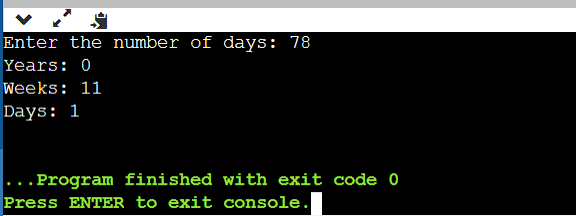 Enter the number of days: 78
Years: 0
Weeks: 11
Days: 1
...Program finished with exit code 0
Press ENTER to exit console.